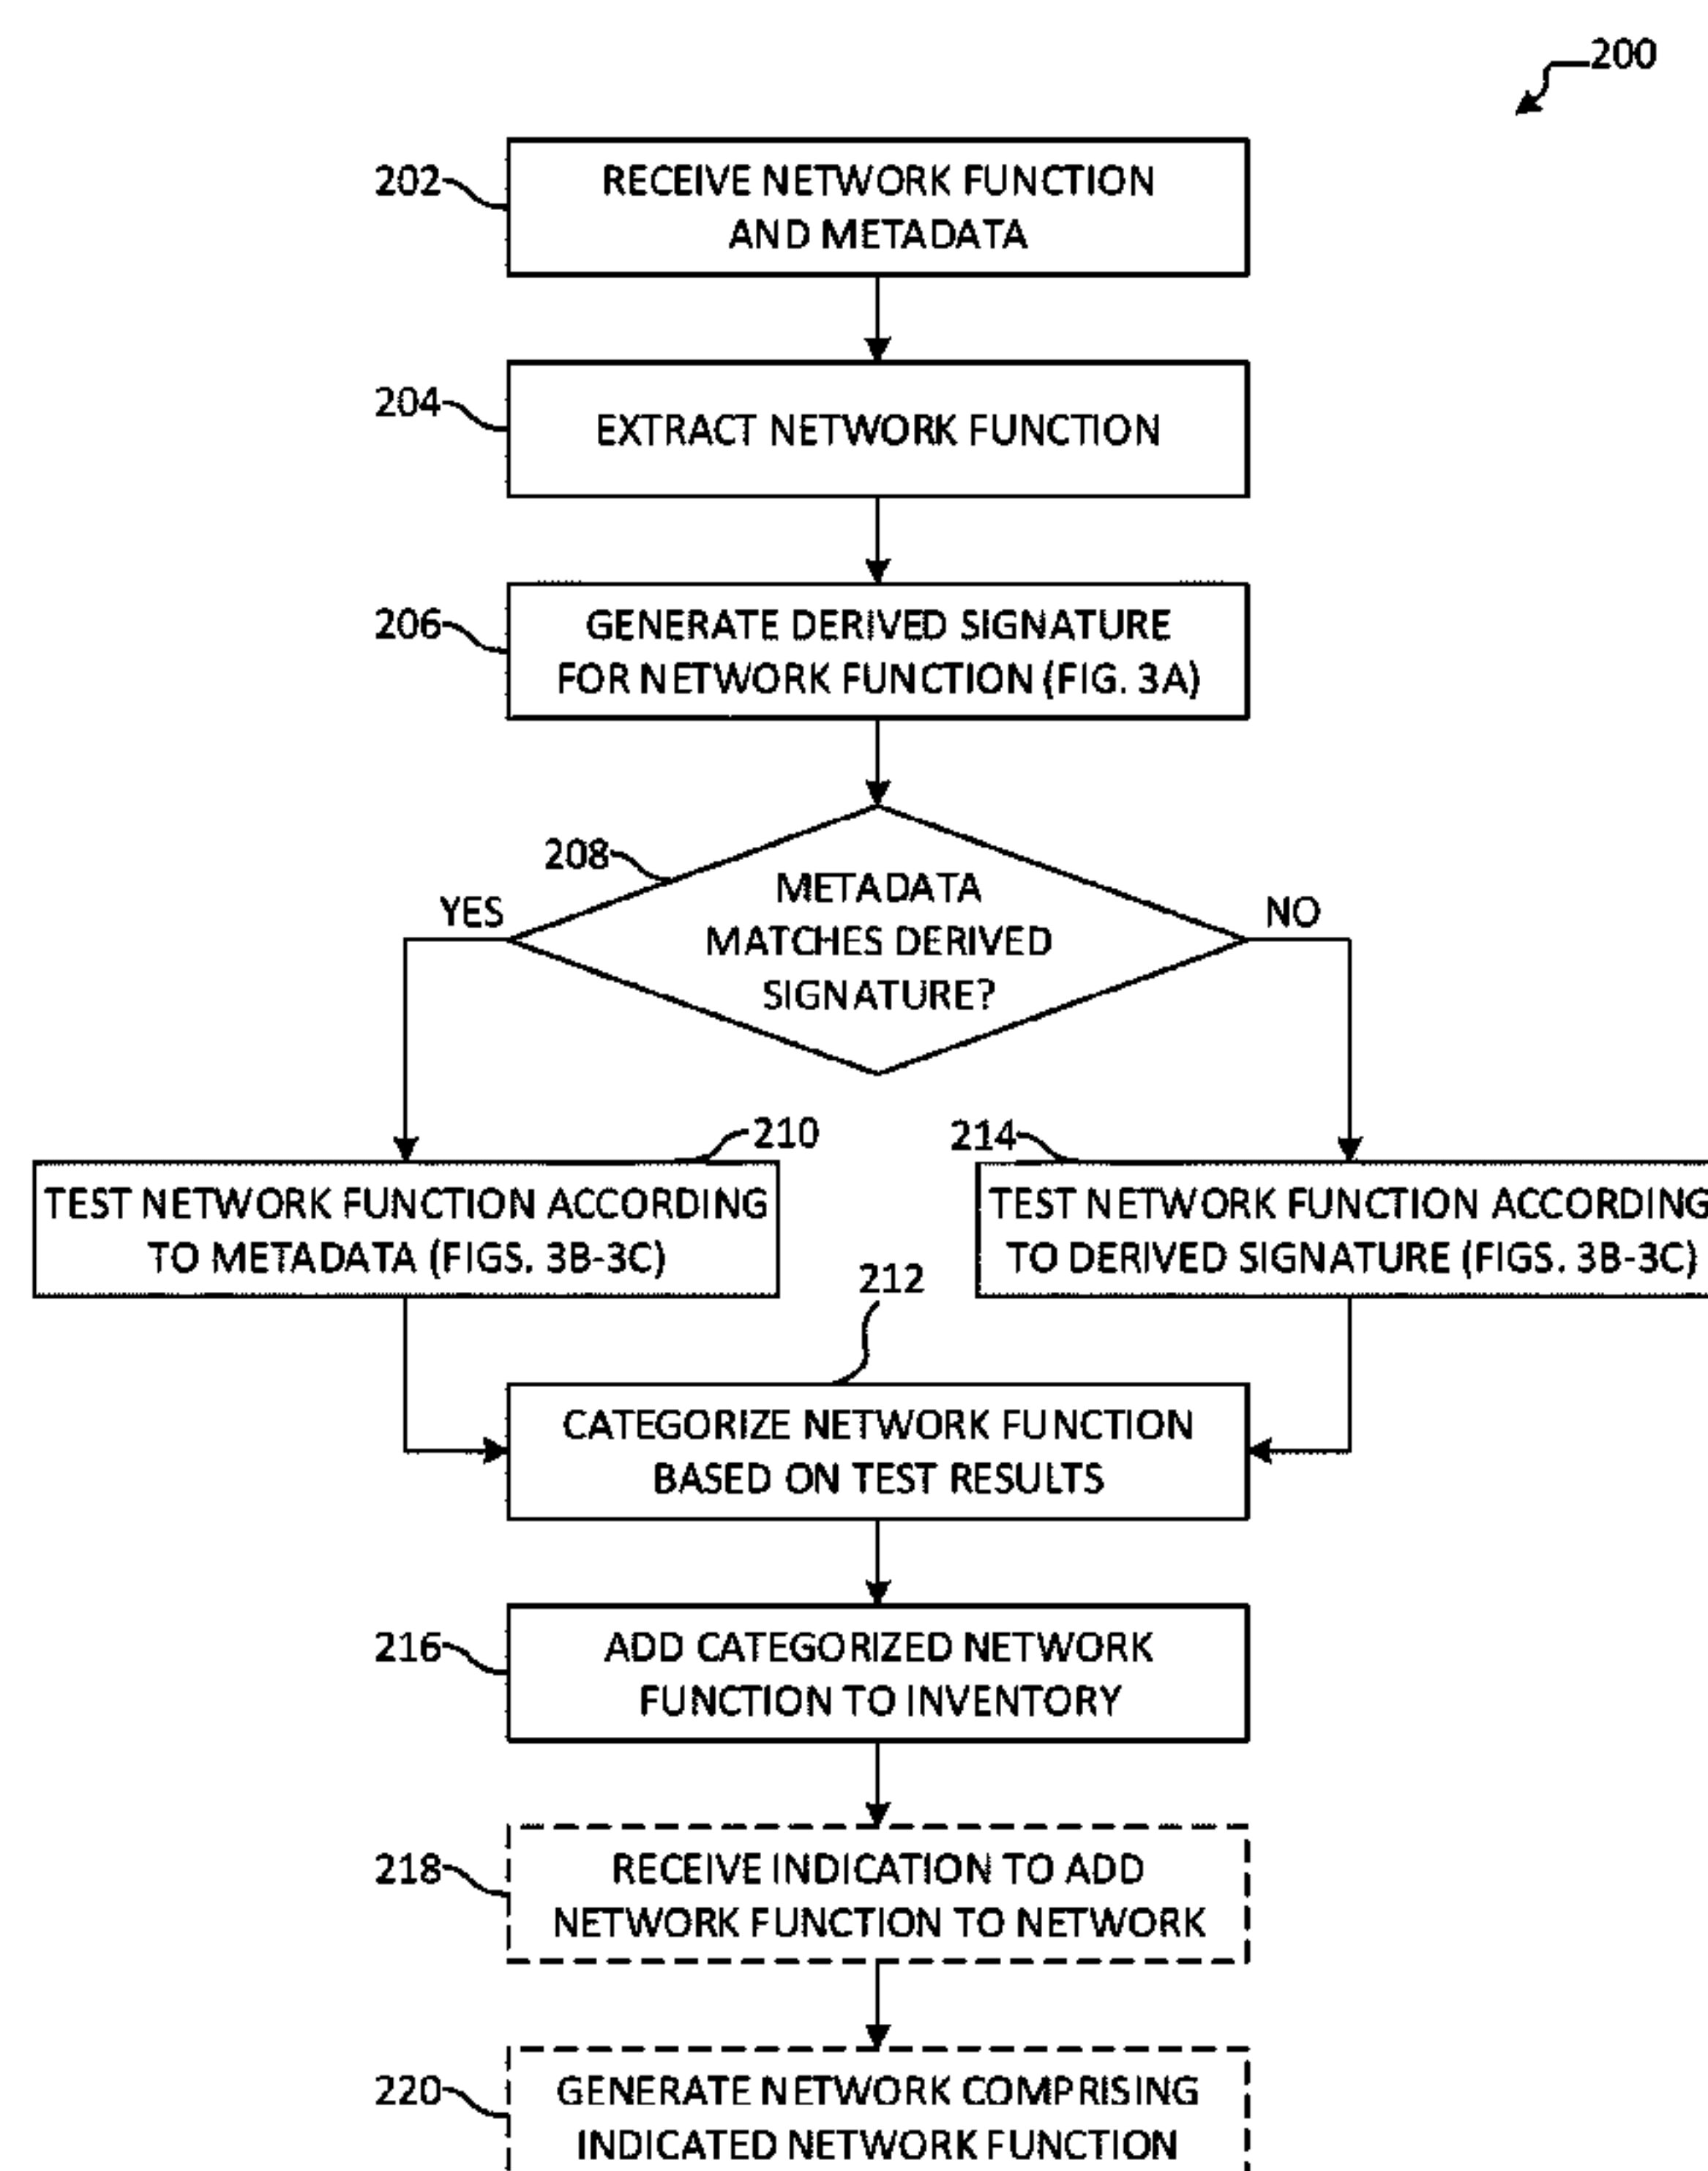 200
202
RECEIVE NETWORK FUNCTION
AND METADATA
204
EXTRACT NETWORK FUNCTION
206
GENERATE DERIVED SIGNATURE
FOR NETWORK FUNCTION (FIG. 3A)
208
METADATA
MATCHES DERIVED
SIGNATURE?
YES
NO
210
TEST NETWORK FUNCTION ACCORDING
TO METADATA (FIGS. 3B-3C)
214
TEST NETWORK FUNCTION ACCORDING
TO DERIVED SIGNATURE (FIGS. 3B-3C)
212
CATEGORIZE NETWORK FUNCTION
BASED ON TEST RESULTS
216
ADD CATEGORIZED NETWORK
FUNCTION TO INVENTORY
218
RECEIVE INDICATION TO ADD
NETWORK FUNCTION TO NETWORK
220
GENERATE NETWORK COMPRISING
INDICATED NETWORK FUNCTION